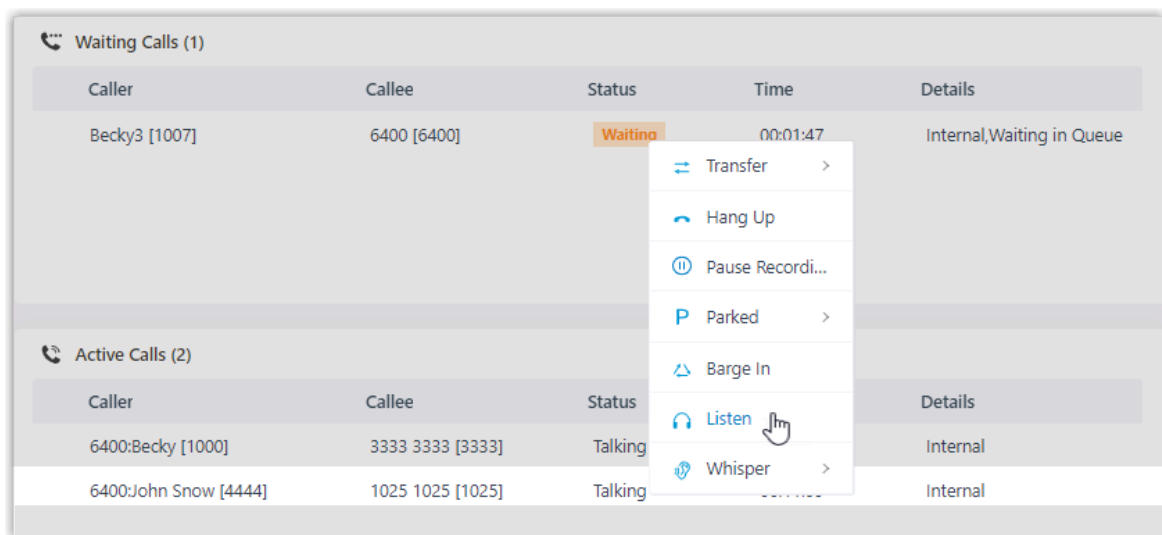 Waiting Calls (1)
Caller Callee Status Time Details
Becky3 [1007] 6400 [6400] Waiting 00:01:47 Internal,Waiting in Queue
Transfer
Hang Up
Pause Recordi...
P Parked
Barge In
Listen
Whisper
Active Calls (2)
Caller Callee Status Details
6400:Becky [1000] 3333 3333 [3333] Talking Internal
6400:John Snow [4444] 1025 1025 [1025] Talking Internal